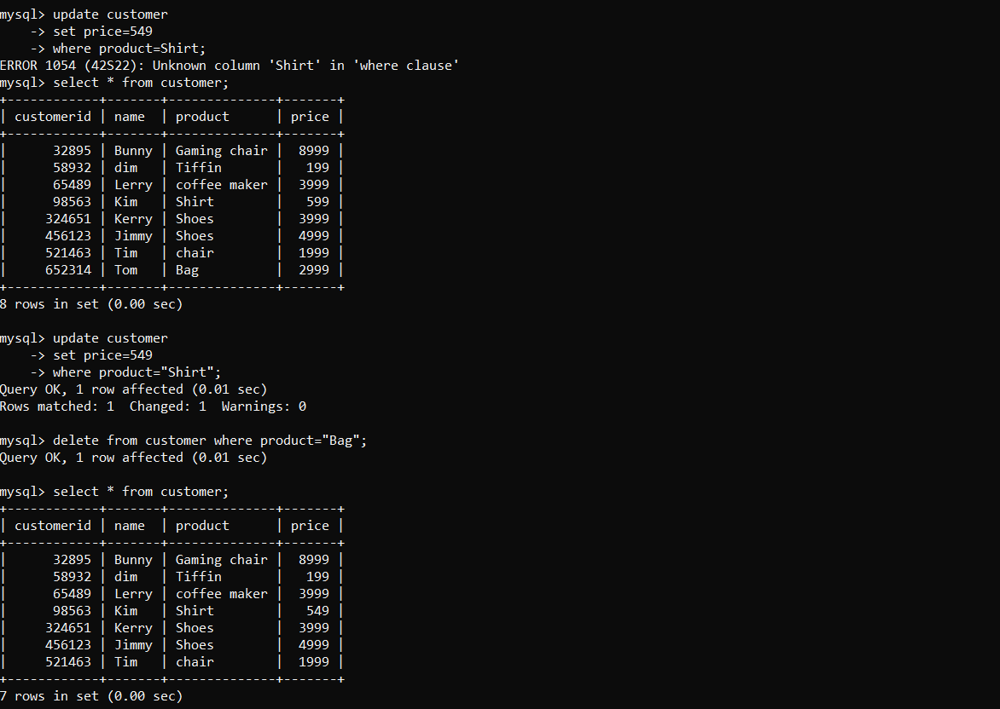 mysql> update customer
    -> set price=549
    -> where product=Shirt;
ERROR 1054 (42S22): Unknown column 'Shirt' in 'where clause'
mysql> select * from customer;
+------------+-------+--------------+-------+
| customerid | name  | product      | price |
+------------+-------+--------------+-------+
|      32895 | Bunny | Gaming chair |  8999 |
|      58932 | dim   | Tiffin       |   199 |
|      65489 | Lerry | coffee maker |  3999 |
|      98563 | Kim   | Shirt        |   599 |
|     324651 | Kerry | Shoes        |  3999 |
|     456123 | Jimmy | Shoes        |  4999 |
|     521463 | Tim   | chair        |  1999 |
|     652314 | Tom   | Bag          |  2999 |
+------------+-------+--------------+-------+
8 rows in set (0.00 sec)

mysql> update customer
    -> set price=549
    -> where product="Shirt";
Query OK, 1 row affected (0.01 sec)
Rows matched: 1  Changed: 1  Warnings: 0

mysql> delete from customer where product="Bag";
Query OK, 1 row affected (0.01 sec)

mysql> select * from customer;
+------------+-------+--------------+-------+
| customerid | name  | product      | price |
+------------+-------+--------------+-------+
|      32895 | Bunny | Gaming chair |  8999 |
|      58932 | dim   | Tiffin       |   199 |
|      65489 | Lerry | coffee maker |  3999 |
|      98563 | Kim   | Shirt        |   549 |
|     324651 | Kerry | Shoes        |  3999 |
|     456123 | Jimmy | Shoes        |  4999 |
|     521463 | Tim   | chair        |  1999 |
+------------+-------+--------------+-------+
7 rows in set (0.00 sec)